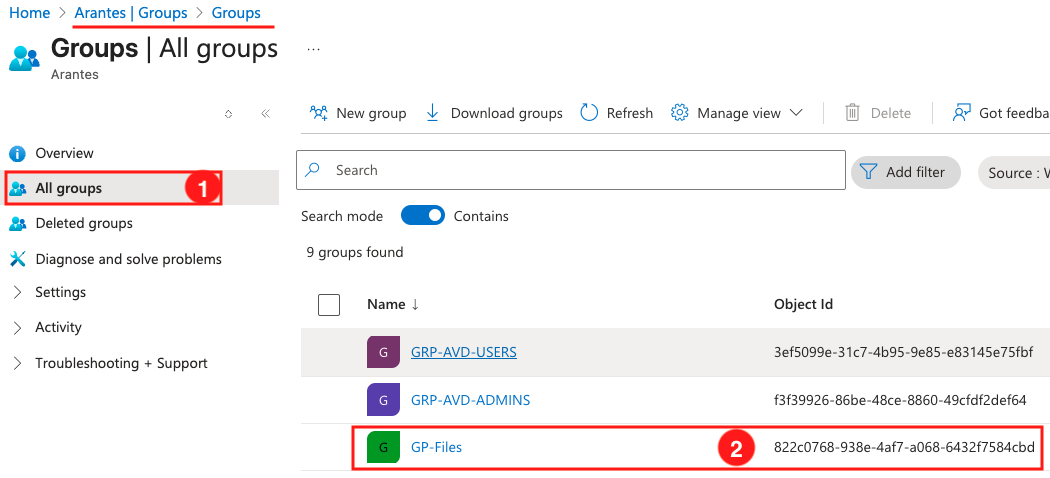 Home > Arantes | Groups > Groups
Groups | All groups ...
Arantes
New group Download groups Refresh Manage view Delete Got feedba
Overview
All groups 1
Deleted groups
Diagnose and solve problems
Settings
Activity
Troubleshooting + Support
Search Add filter Source : W
Search mode Contains
9 groups found
Name ↓ Object Id
G GRP-AVD-USERS 3ef5099e-31c7-4b95-9e85-e83145e75fbf
G GRP-AVD-ADMINS f3f39926-86be-48ce-8860-49cfdf2def64
G GP-Files 2 822c0768-938e-4af7-a068-6432f7584cbd